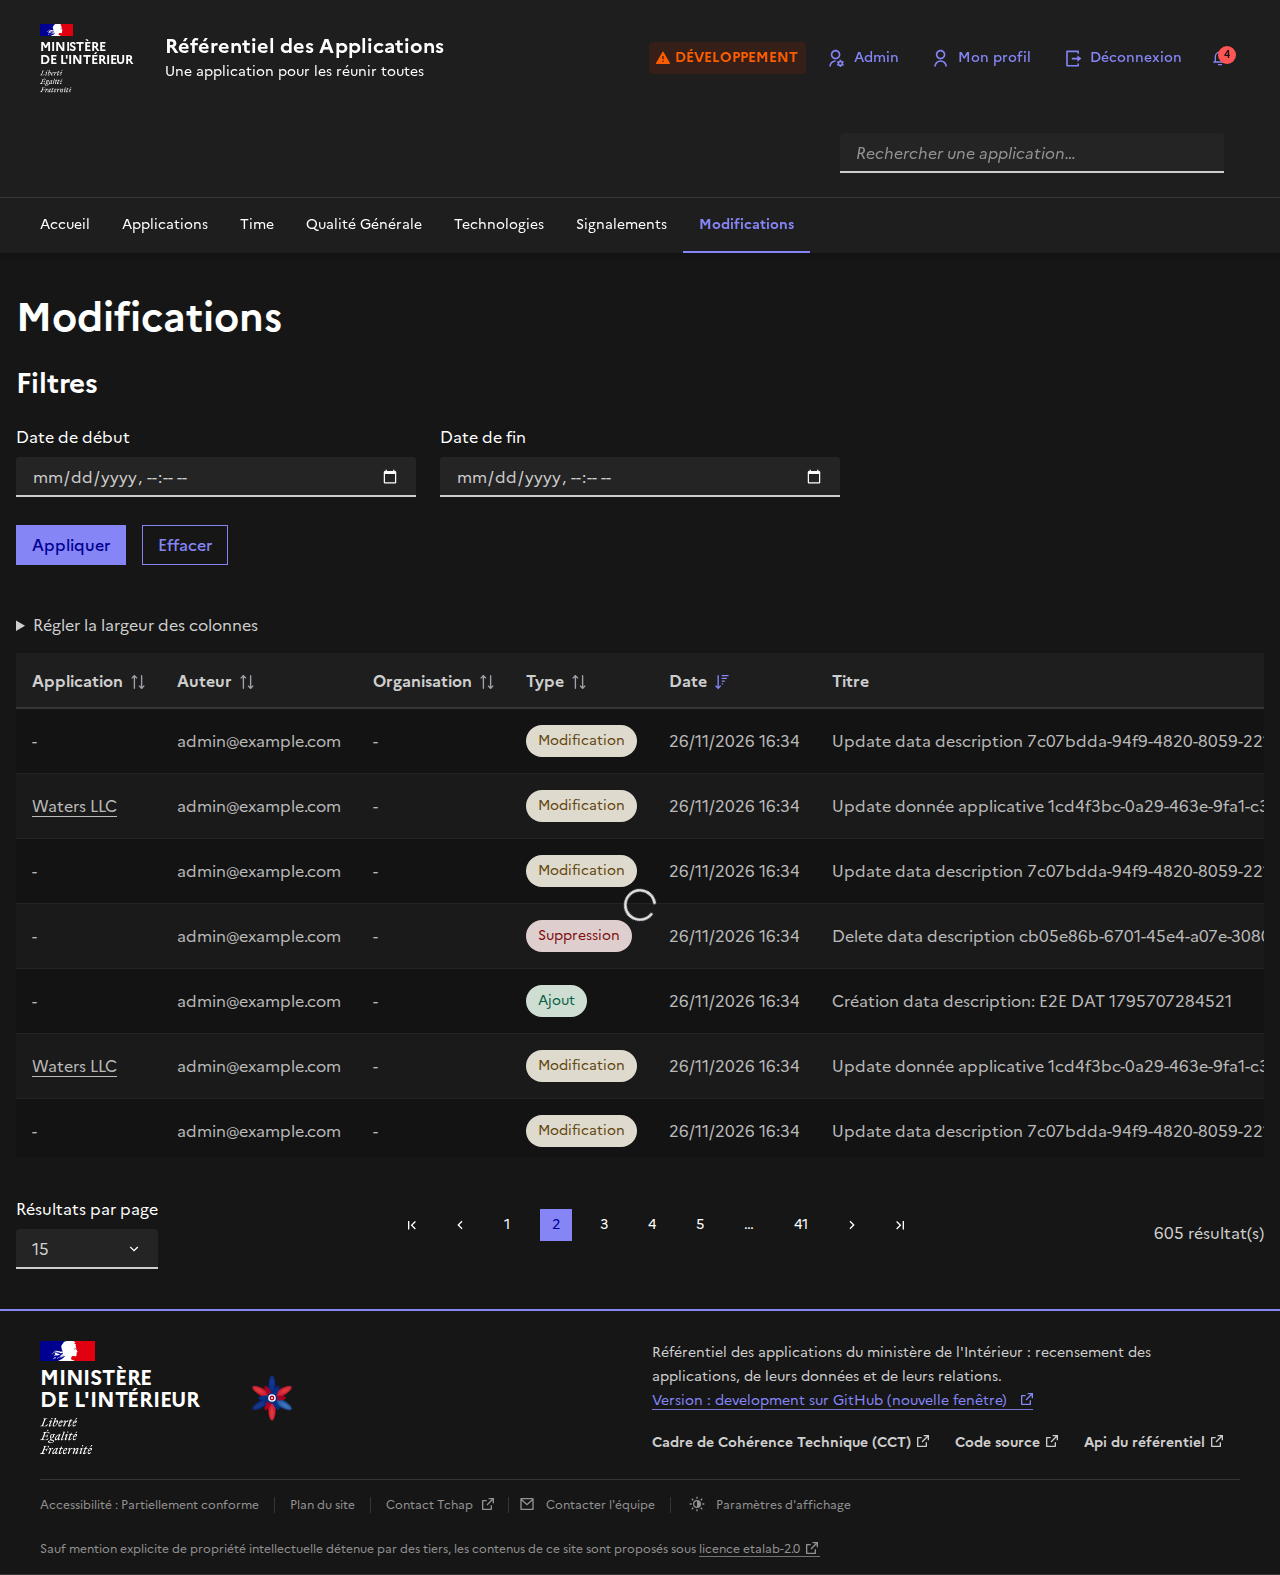 MINISTÈRE
DE L'INTÉRIEUR
Liberté
Égalité
Fraternité
Référentiel des Applications
Une application pour les réunir toutes
DÉVELOPPEMENT
Admin
Mon profil
Déconnexion
4
Rechercher une application…
Accueil
Applications
Time
Qualité Générale
Technologies
Signalements
Modifications
Modifications
Filtres
Date de début
Date de fin
mm/dd/yyyy, --:-- --
mm/dd/yyyy, --:-- --
Appliquer
Effacer
Régler la largeur des colonnes
Application Auteur Organisation Type Date Titre
- admin@example.com - Modification 26/11/2026 16:34 Update data description 7c07bdda-94f9-4820-8059-22
Waters LLC admin@example.com - Modification 26/11/2026 16:34 Update donnée applicative 1cd4f3bc-0a29-463e-9fa1-c3
- admin@example.com - Modification 26/11/2026 16:34 Update data description 7c07bdda-94f9-4820-8059-22
- admin@example.com - Suppression 26/11/2026 16:34 Delete data description cb05e86b-6701-45e4-a07e-3080
- admin@example.com - Ajout 26/11/2026 16:34 Création data description: E2E DAT 1795707284521
Waters LLC admin@example.com - Modification 26/11/2026 16:34 Update donnée applicative 1cd4f3bc-0a29-463e-9fa1-c3
- admin@example.com - Modification 26/11/2026 16:34 Update data description 7c07bdda-94f9-4820-8059-22
Résultats par page
15
1 2 3 4 5 … 41
605 résultat(s)
MINISTÈRE
DE L'INTÉRIEUR
Liberté
Égalité
Fraternité
Référentiel des applications du ministère de l'Intérieur : recensement des
applications, de leurs données et de leurs relations.
Version : development sur GitHub (nouvelle fenêtre)
Cadre de Cohérence Technique (CCT)
Code source
Api du référentiel
Accessibilité : Partiellement conforme
Plan du site
Contact Tchap
Contacter l'équipe
Paramètres d'affichage
Sauf mention explicite de propriété intellectuelle détenue par des tiers, les contenus de ce site sont proposés sous licence etalab-2.0